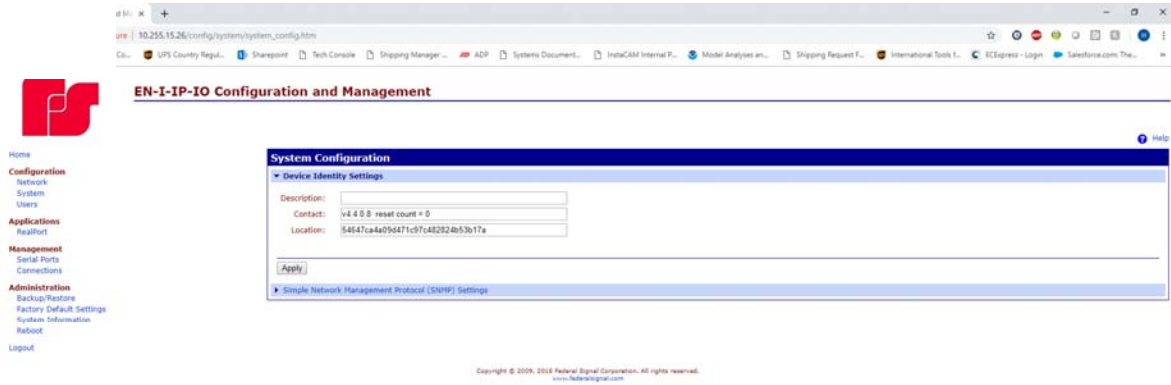 10.255.15.26/config/system/system_config.htm
UPS Country Regul... Sharepoint Tech Console Shipping Manager ... ADP Systems Document... InstaCAM Internal P... Model Analyses an... Shipping Request F... International Tools f... ECExpress - Login Salesforce.com: The...
EN-I-IP-IO Configuration and Management
Help
Home
Configuration
Network
System
Users
Applications
RealPort
Management
Serial Ports
Connections
Administration
Backup/Restore
Factory Default Settings
System Information
Reboot
Logout
System Configuration
Device Identity Settings
Description:
Contact: v4 4 0 8 reset count = 0
Location: 54647ca4a09d471c97c482824b53b17a
Apply
Simple Network Management Protocol (SNMP) Settings
Copyright © 2009, 2018 Federal Signal Corporation. All rights reserved.
www.federalsignal.com